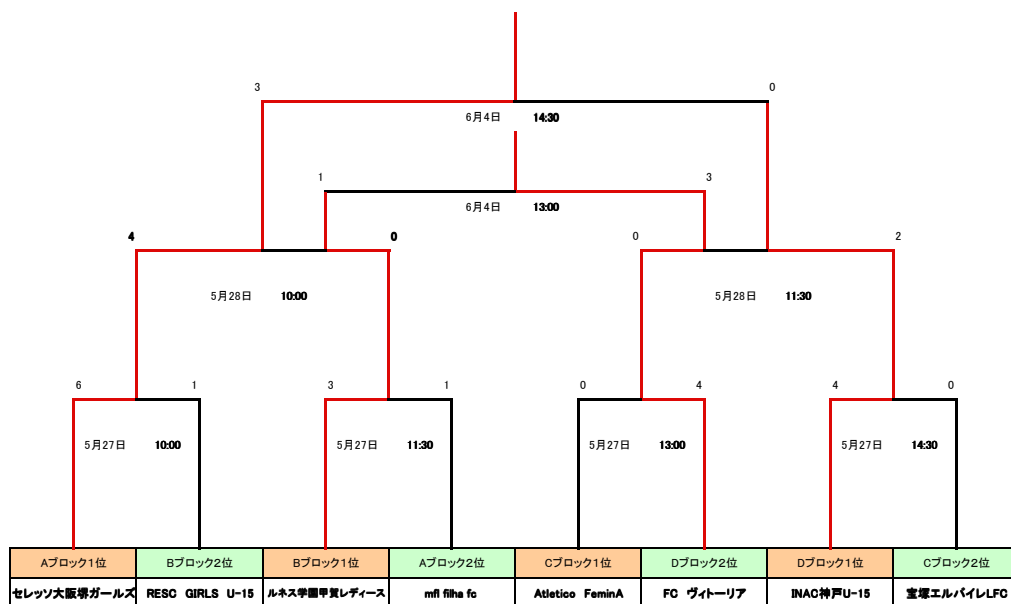 3 0
6月4日 14:30
1 3
6月4日 13:00
4 0 0 2
5月28日 10:00 5月28日 11:30
6 1 3 1 0 4 4 0
5月27日 10:00 5月27日 11:30 5月27日 13:00 5月27日 14:30
Aブロック1位 Bブロック2位 Bブロック1位 Aブロック2位 Cブロック1位 Dブロック2位 Dブロック1位 Cブロック2位
セレッソ大阪堺ガールズ RESC GIRLS U-15 ルネス学園甲賀レディース mfl filha fc Atletico FeminA FC ヴィトーリア INAC神戸U-15 宝塚エルバイレLFC